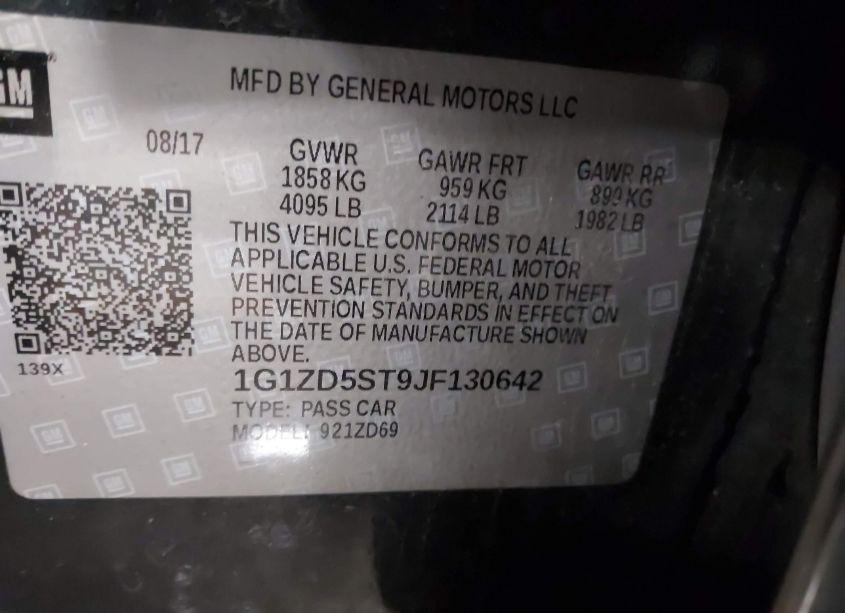 GM
MFD BY GENERAL MOTORS LLC
08/17
GVWR
1858 KG
4095 LB
GAWR FRT
959 KG
2114 LB
GAWR RR
899 KG
1982 LB
THIS VEHICLE CONFORMS TO ALL
APPLICABLE U.S. FEDERAL MOTOR
VEHICLE SAFETY, BUMPER, AND THEFT
PREVENTION STANDARDS IN EFFECT ON
THE DATE OF MANUFACTURE SHOWN
ABOVE.
139X
1G1ZD5ST9JF130642
TYPE: PASS CAR
MODEL: 921ZD69